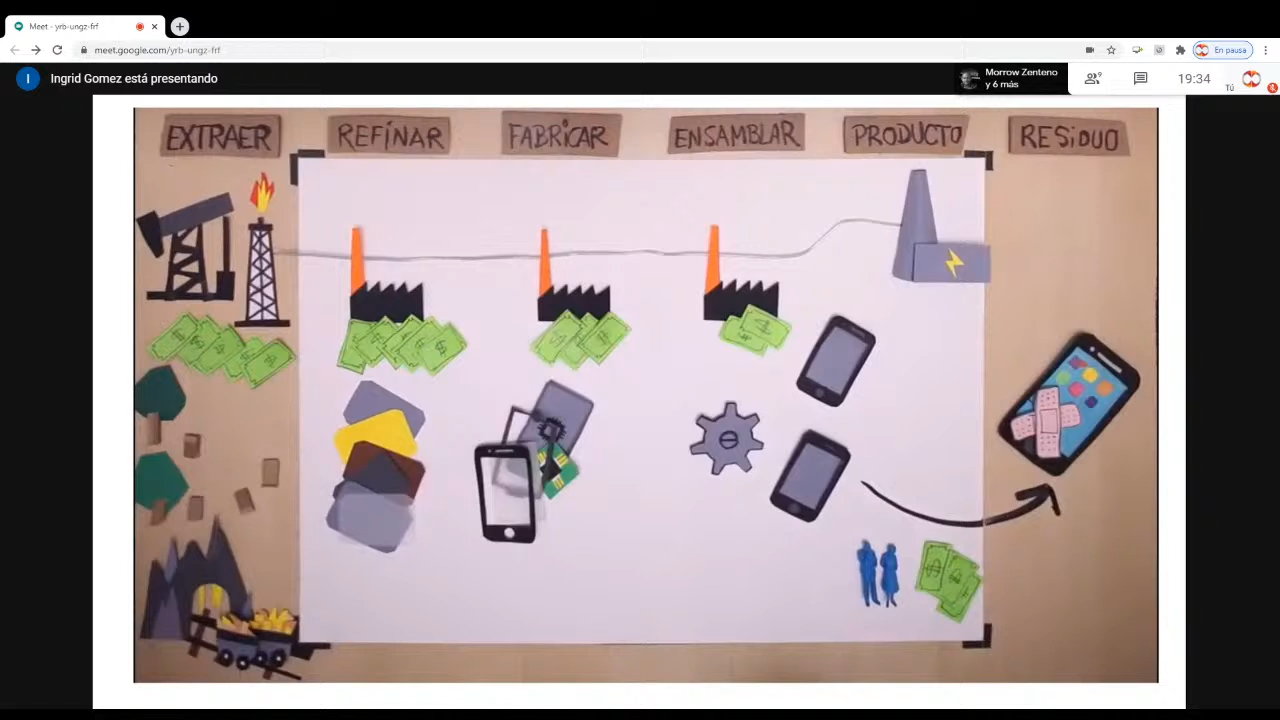 Meet - yrb-ungz-frf
meet.google.com/yrb-ungz-frf
En pausa
I
Ingrid Gomez está presentando
Morrow Zenteno
y 6 más
9
19:34
Tú
EXTRAER
REFINAR
FABRICAR
ENSAMBLAR
PRODUCTO
RESIDUO